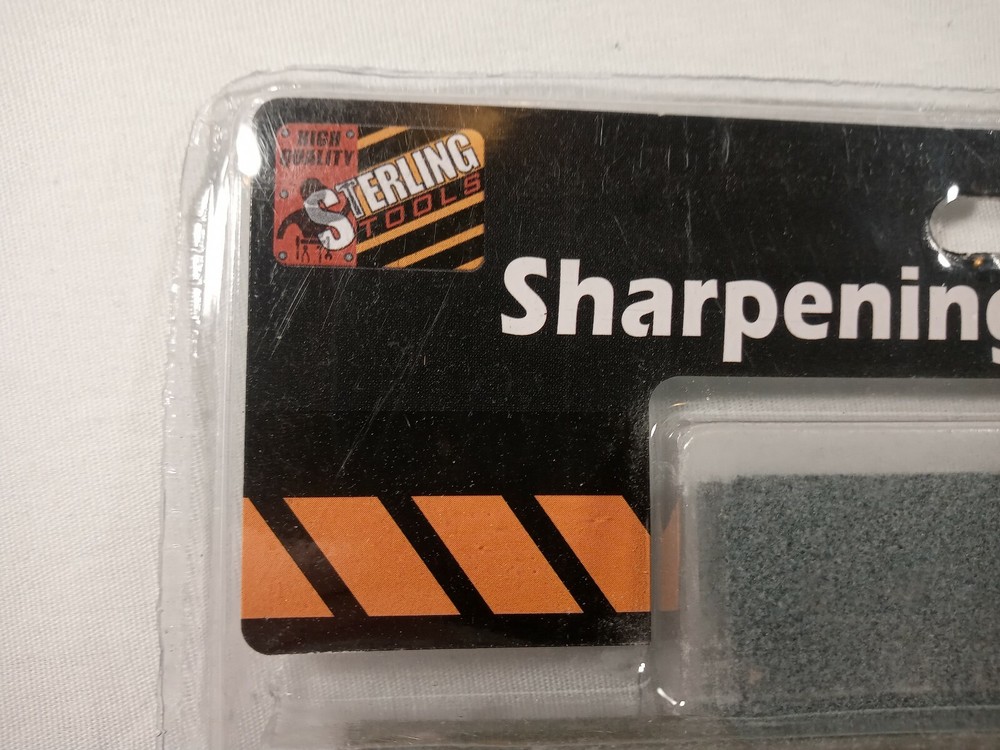 HIGH
QUALITY
STERLING
TOOLS
Sharpening